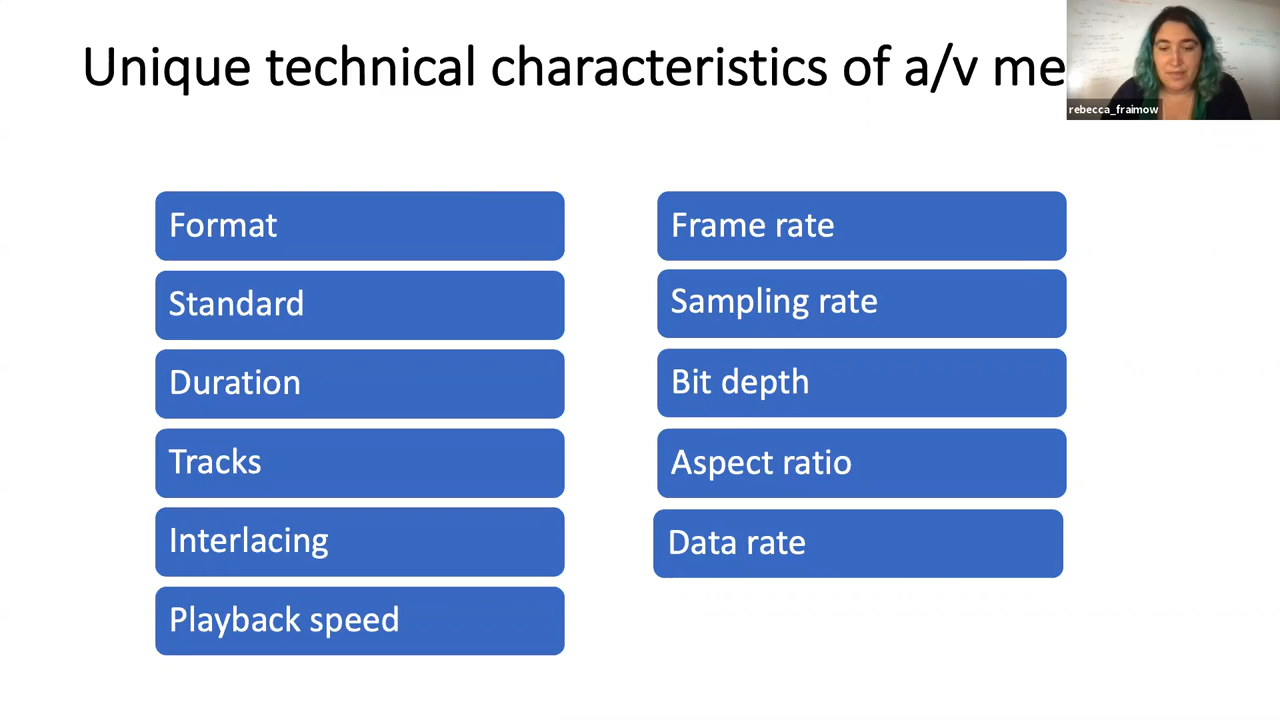 Unique technical characteristics of a/v me
rebecca_fraimow
Format
Standard
Duration
Tracks
Interlacing
Playback speed
Frame rate
Sampling rate
Bit depth
Aspect ratio
Data rate